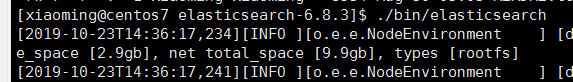 [xiaoming@centos7 elasticsearch-6.8.3]$ ./bin/elasticsearch
[2019-10-23T14:36:17,234][INFO ][o.e.e.NodeEnvironment    ] [d
e_space [2.9gb], net total_space [9.9gb], types [rootfs]
[2019-10-23T14:36:17,241][INFO ][o.e.e.NodeEnvironment    ] [